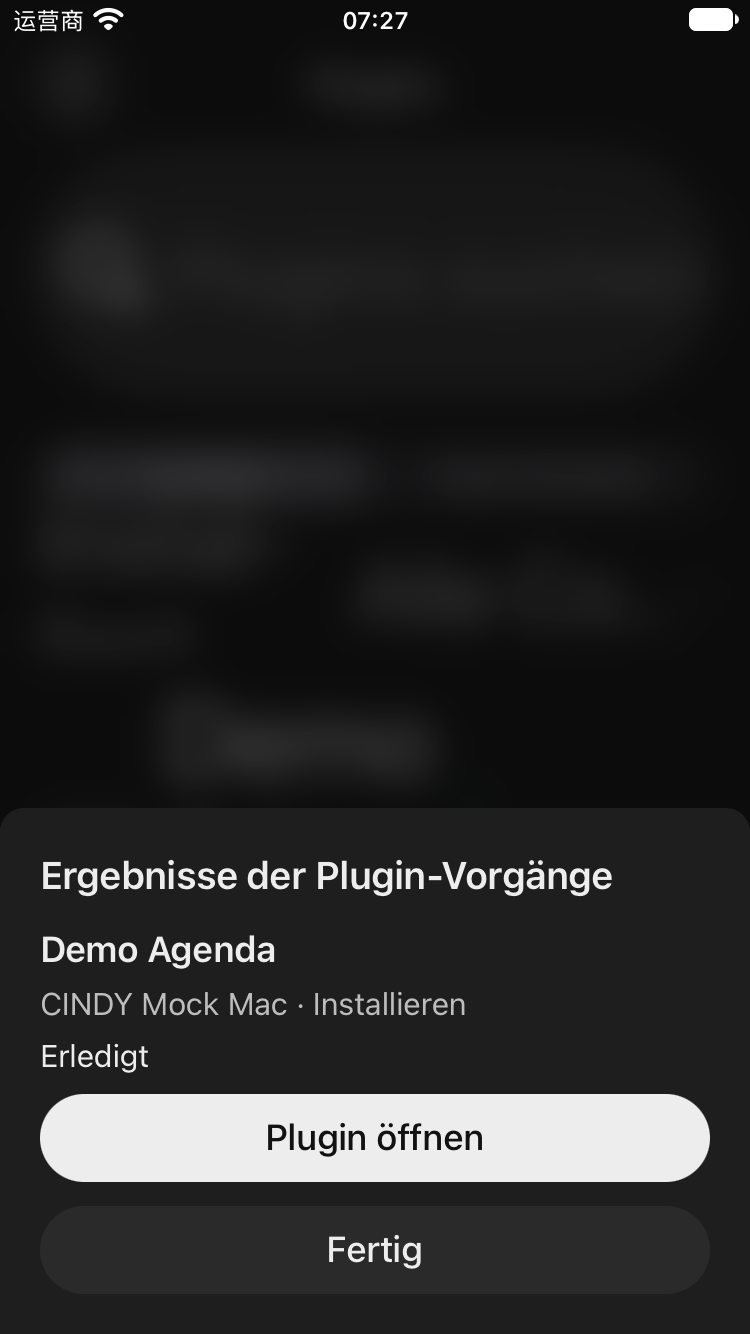 运营商
07:27
Ergebnisse der Plugin-Vorgänge
Demo Agenda
CINDY Mock Mac · Installieren
Erledigt
Plugin öffnen
Fertig